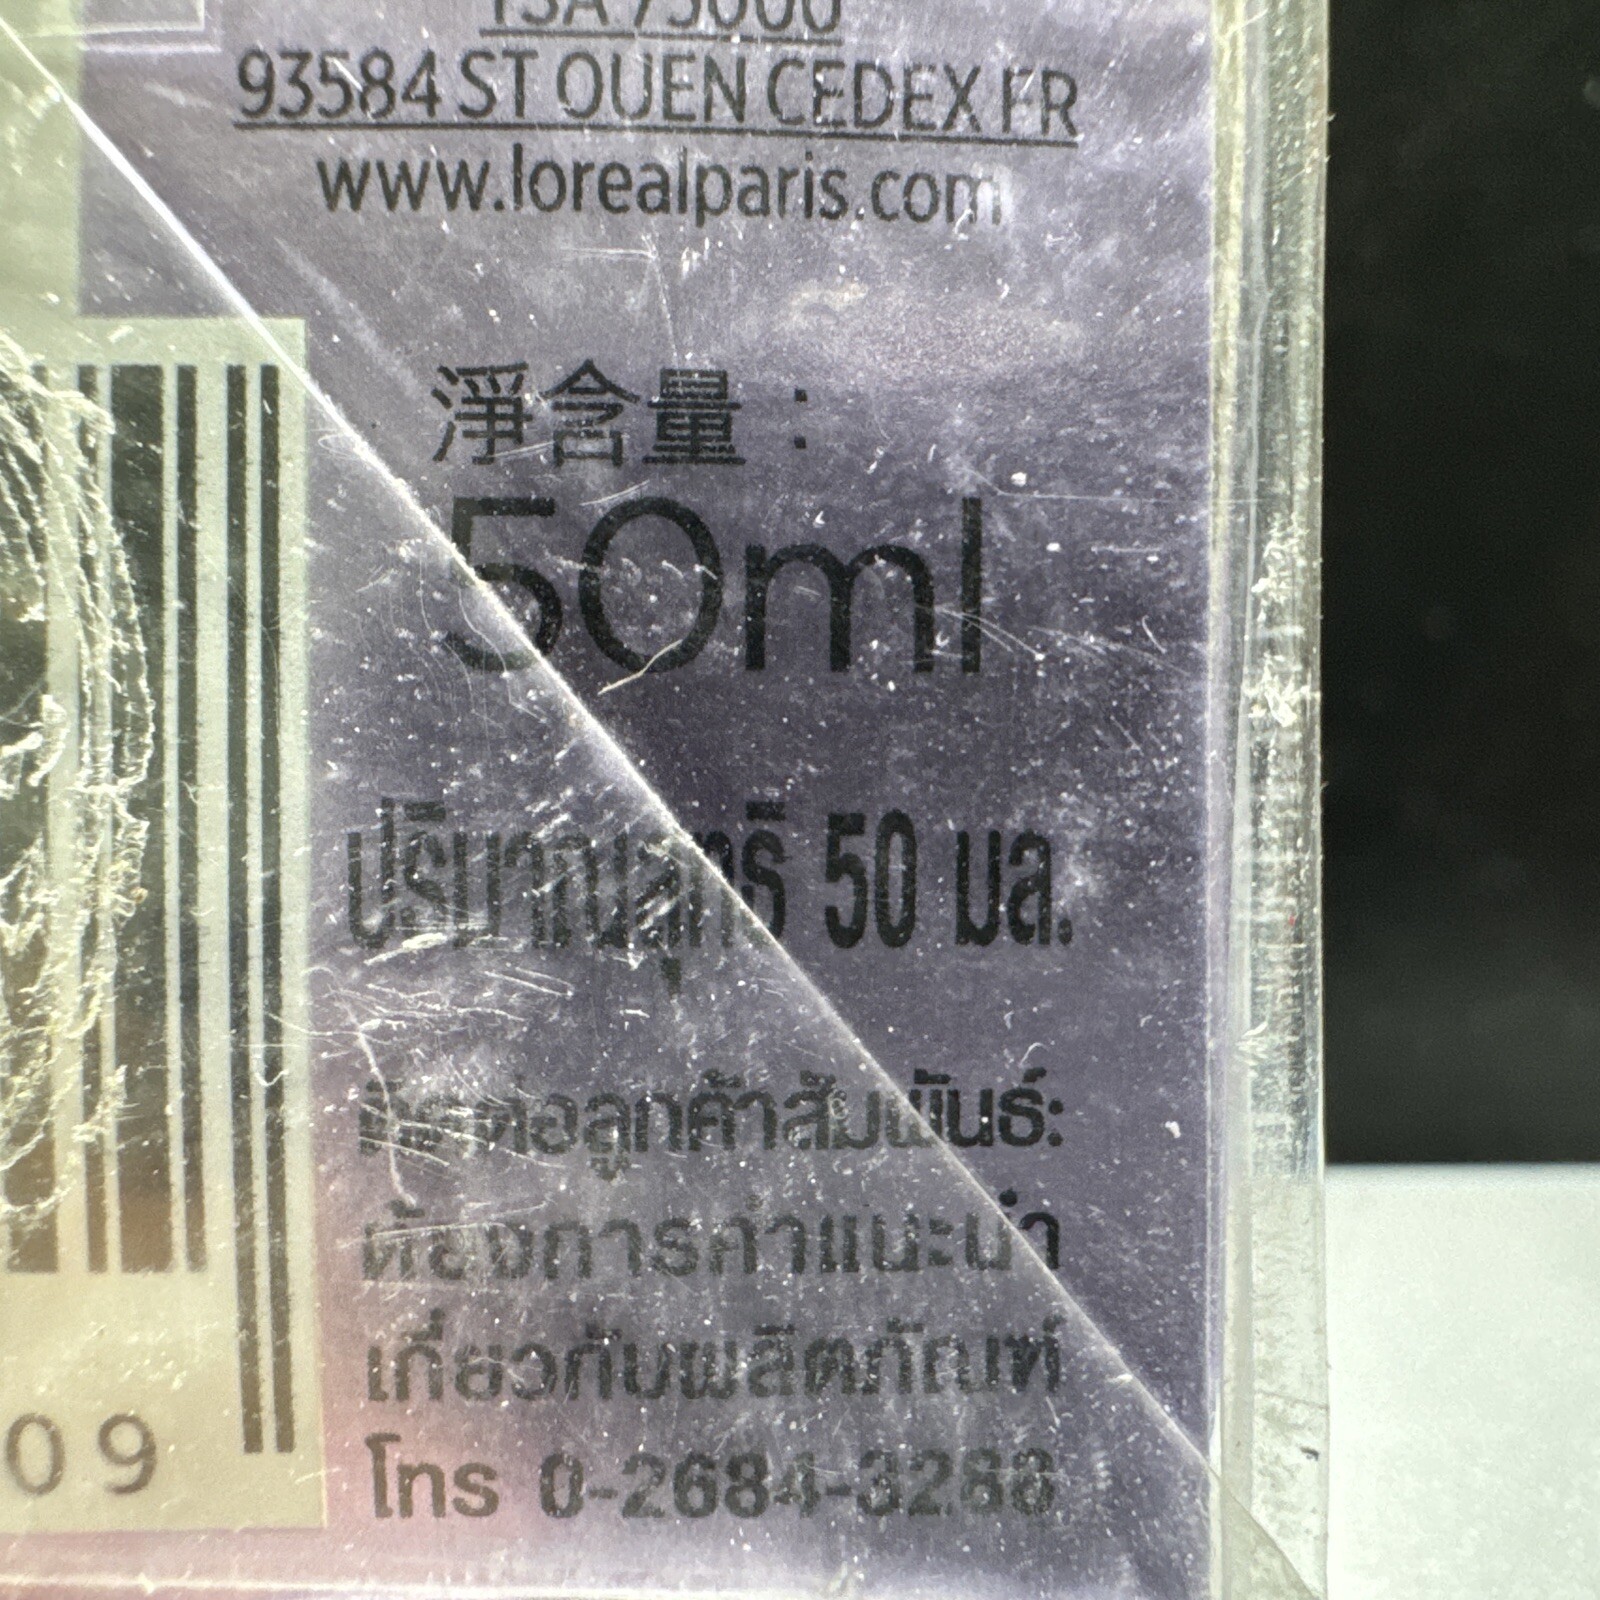 TSA 75000
93584 ST OUEN CEDEX FR
www.lorealparis.com
淨含量：
50ml
ปริมาณสุทธิ 50 มล.
ติดต่อลูกค้าสัมพันธ์:
ต้องการคำแนะนำ
เกี่ยวกับผลิตภัณฑ์
โทร 0-2684-3268
09